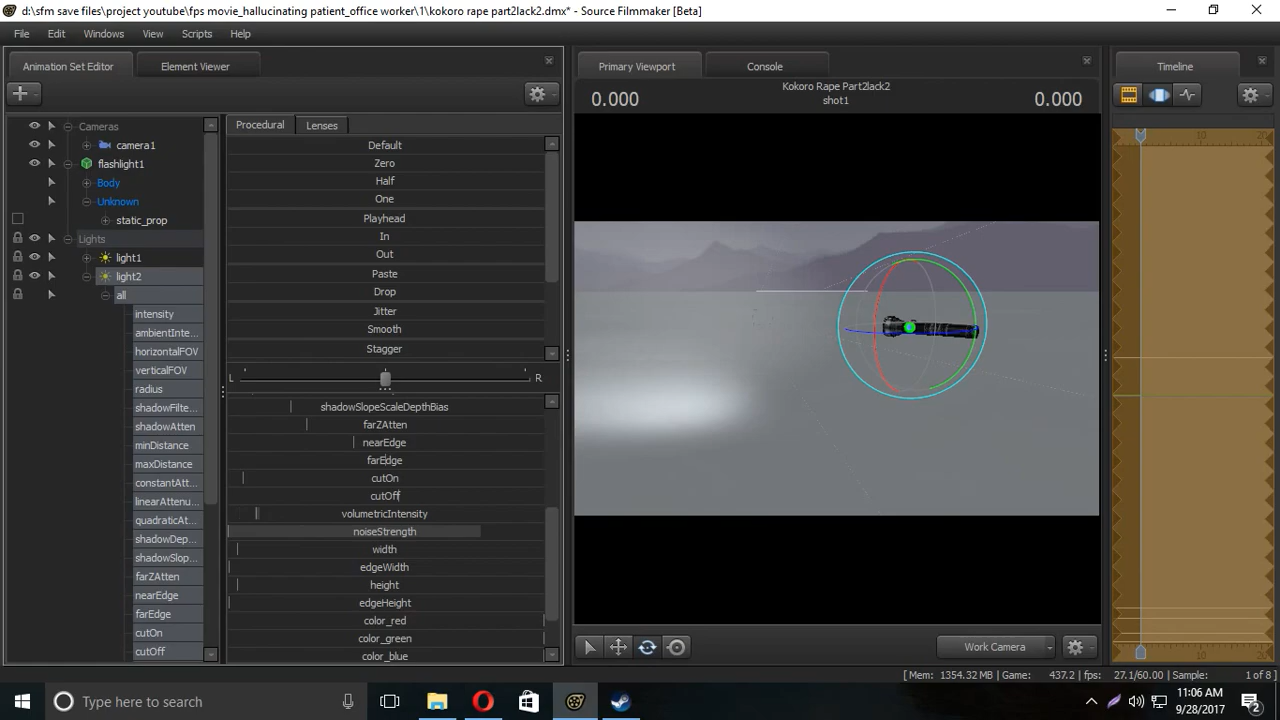 d:\sfm save files\project youtube\fps movie_hallucinating patient_office worker\1\kokoro rape part2lack2.dmx* - Source Filmmaker [Beta]
File Edit Windows View Scripts Help
Animation Set Editor
Element Viewer
Primary Viewport
Console
Timeline
0.000
Kokoro Rape Part2lack2
shot1
0.000
Procedural
Lenses
Cameras
camera1
flashlight1
Body
Unknown
static_prop
Lights
light1
light2
all
intensity
ambientInte...
horizontalFOV
verticalFOV
radius
shadowFilte...
shadowAtten
minDistance
maxDistance
constantAtt...
linearAttenu...
quadraticAt...
shadowDep...
shadowSlop...
farZAtten
nearEdge
farEdge
cutOn
cutOff
Default
Zero
Half
One
Playhead
In
Out
Paste
Drop
Jitter
Smooth
Stagger
L
R
shadowSlopeScaleDepthBias
farZAtten
nearEdge
farEdge
cutOn
cutOff
volumetricIntensity
noiseStrength
width
edgeWidth
height
edgeHeight
color_red
color_green
color_blue
10
20
Work Camera
10
20
[Mem: 1354.32 MB] Game: 437.2 fps: 27.1/60.00 Sample: 1 of 8
Type here to search
11:06 AM
9/28/2017
2